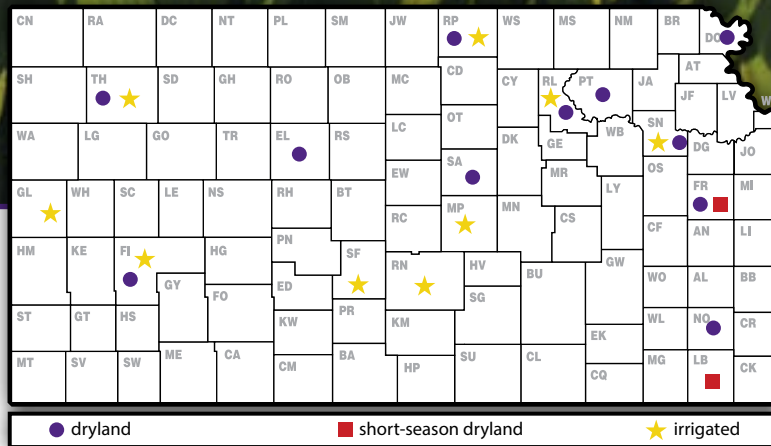 CN RA DC NT PL SM JW RP WS MS NM BR DO
SH TH SD GH RO OB MC CD CY RL PT JA AT JF LV W
WA LG GO TR EL RS LC OT DK GE WB SN DG JO
GL WH SC LE NS RH BT EW SA MR LY OS FR MI
HM KE FI HG PN SF RC MP MN CS CF AN LI
GY FO ED RN HV BU GW WO AL BB
ST GT HS KW PR KM SG EK WL NO CR
MT SV SW ME CA CM BA HP SU CL CQ MG LB CK
dryland short-season dryland irrigated